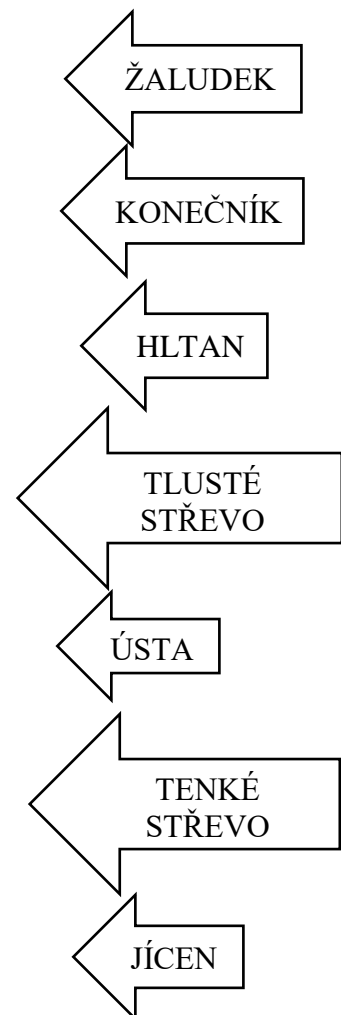 ŽALUDEK
KONEČNÍK
HLTAN
TLUSTÉ
STŘEVO
ÚSTA
TENKÉ
STŘEVO
JÍCEN